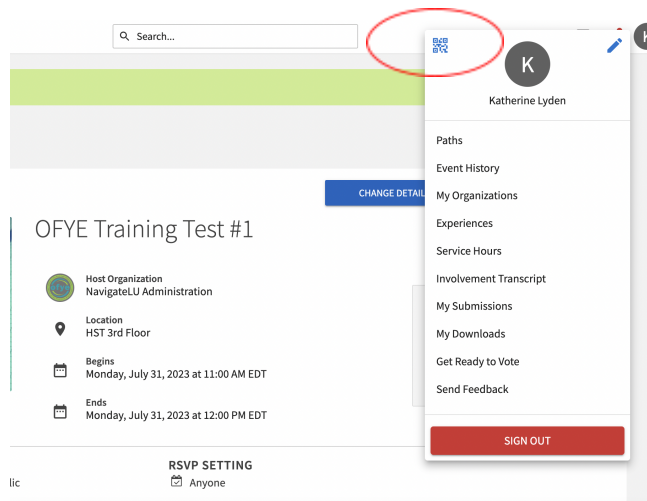 Search...
K
K
Katherine Lyden
Paths
Event History
My Organizations
Experiences
Service Hours
Involvement Transcript
My Submissions
My Downloads
Get Ready to Vote
Send Feedback
SIGN OUT
CHANGE DETAIL
OFYE Training Test #1
Host Organization
NavigateLU Administration
Location
HST 3rd Floor
Begins
Monday, July 31, 2023 at 11:00 AM EDT
Ends
Monday, July 31, 2023 at 12:00 PM EDT
RSVP SETTING
lic
Anyone